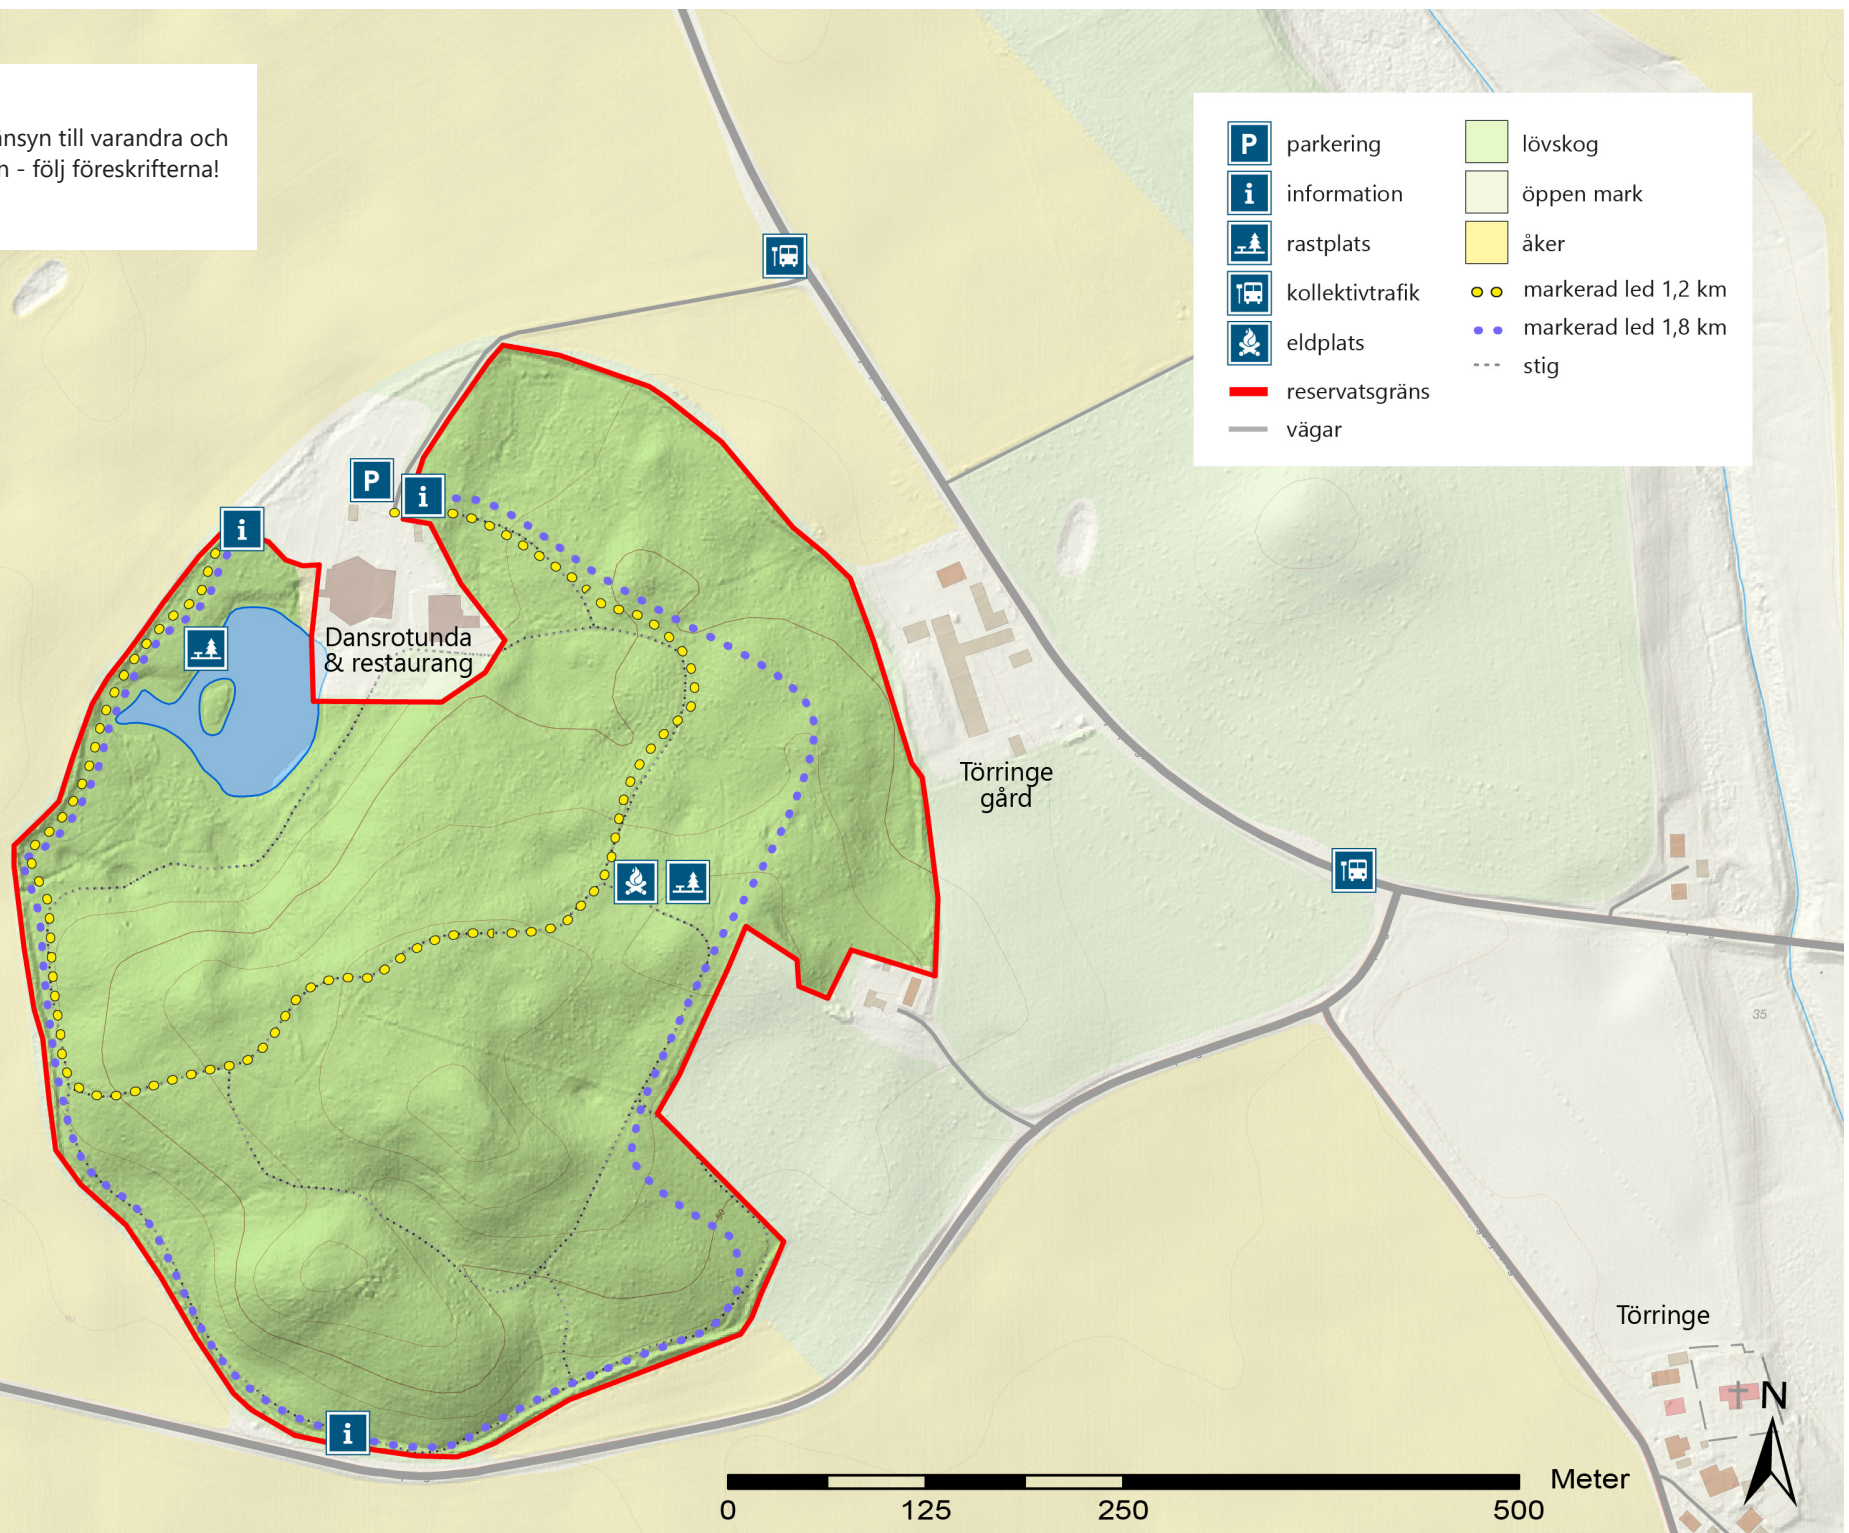 änsyn till varandra och
n - följ föreskrifterna!
P parkering
i information
rastplats
kollektivtrafik
eldplats
reservatsgräns
vägar
lövskog
öppen mark
åker
markerad led 1,2 km
markerad led 1,8 km
stig
P
i
i
Dansrotunda
& restaurang
Törringe
gård
35
50
Törringe
i
N
Meter
0 125 250 500